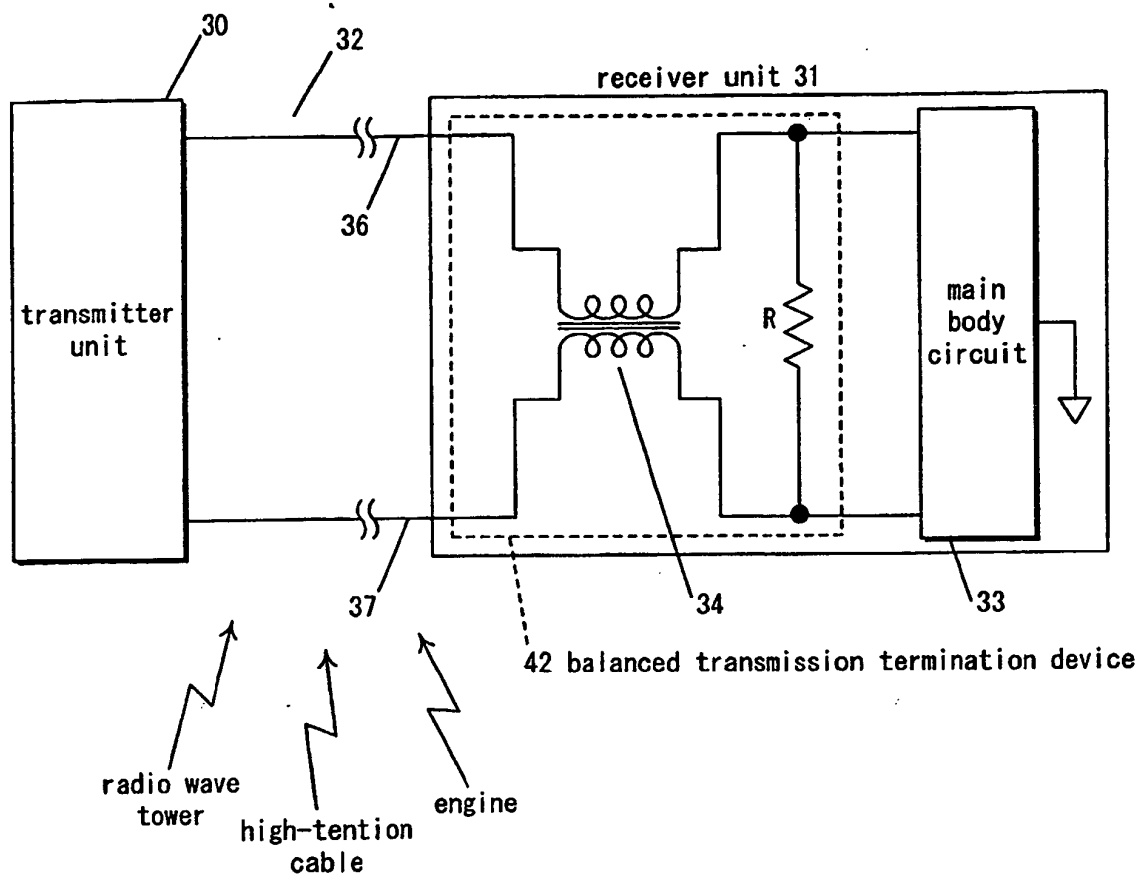 30
32
receiver unit 31
36
transmitter
unit
R
main
body
circuit
37
34
33
42 balanced transmission termination device
radio wave
tower
high-tention
cable
engine